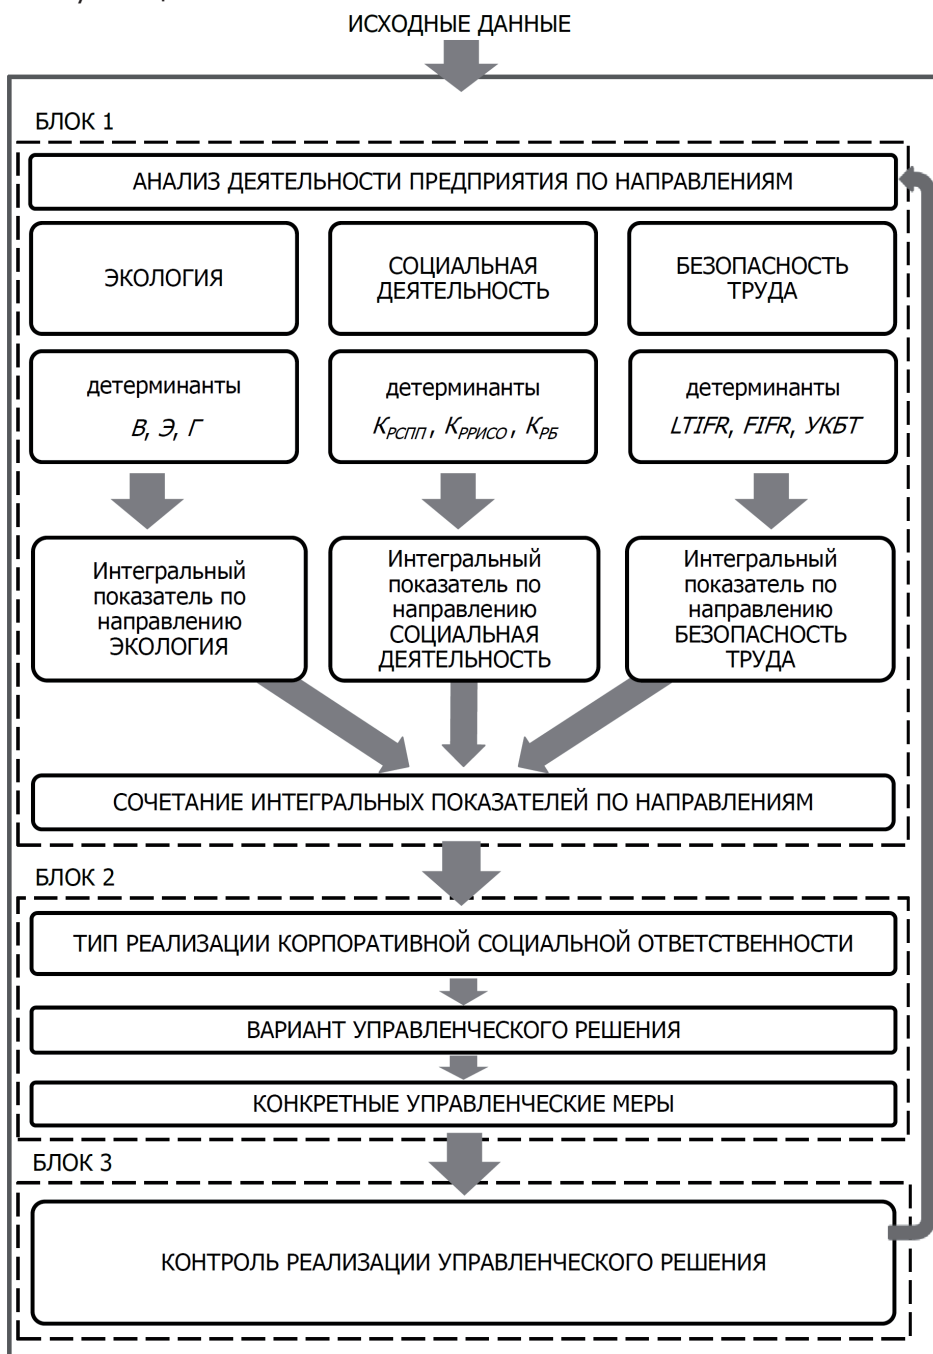 ИСХОДНЫЕ ДАННЫЕ
БЛОК 1
АНАЛИЗ ДЕЯТЕЛЬНОСТИ ПРЕДПРИЯТИЯ ПО НАПРАВЛЕНИЯМ
ЭКОЛОГИЯ
СОЦИАЛЬНАЯ
ДЕЯТЕЛЬНОСТЬ
БЕЗОПАСНОСТЬ
ТРУДА
детерминанты
В, Э, Г
детерминанты
К_РСПП, К_РРИСО, К_РБ
детерминанты
LTIFR, FIFR, УКБТ
Интегральный
показатель по
направлению
ЭКОЛОГИЯ
Интегральный
показатель по
направлению
СОЦИАЛЬНАЯ
ДЕЯТЕЛЬНОСТЬ
Интегральный
показатель по
направлению
БЕЗОПАСНОСТЬ
ТРУДА
СОЧЕТАНИЕ ИНТЕГРАЛЬНЫХ ПОКАЗАТЕЛЕЙ ПО НАПРАВЛЕНИЯМ
БЛОК 2
ТИП РЕАЛИЗАЦИИ КОРПОРАТИВНОЙ СОЦИАЛЬНОЙ ОТВЕТСТВЕННОСТИ
ВАРИАНТ УПРАВЛЕНЧЕСКОГО РЕШЕНИЯ
КОНКРЕТНЫЕ УПРАВЛЕНЧЕСКИЕ МЕРЫ
БЛОК 3
КОНТРОЛЬ РЕАЛИЗАЦИИ УПРАВЛЕНЧЕСКОГО РЕШЕНИЯ